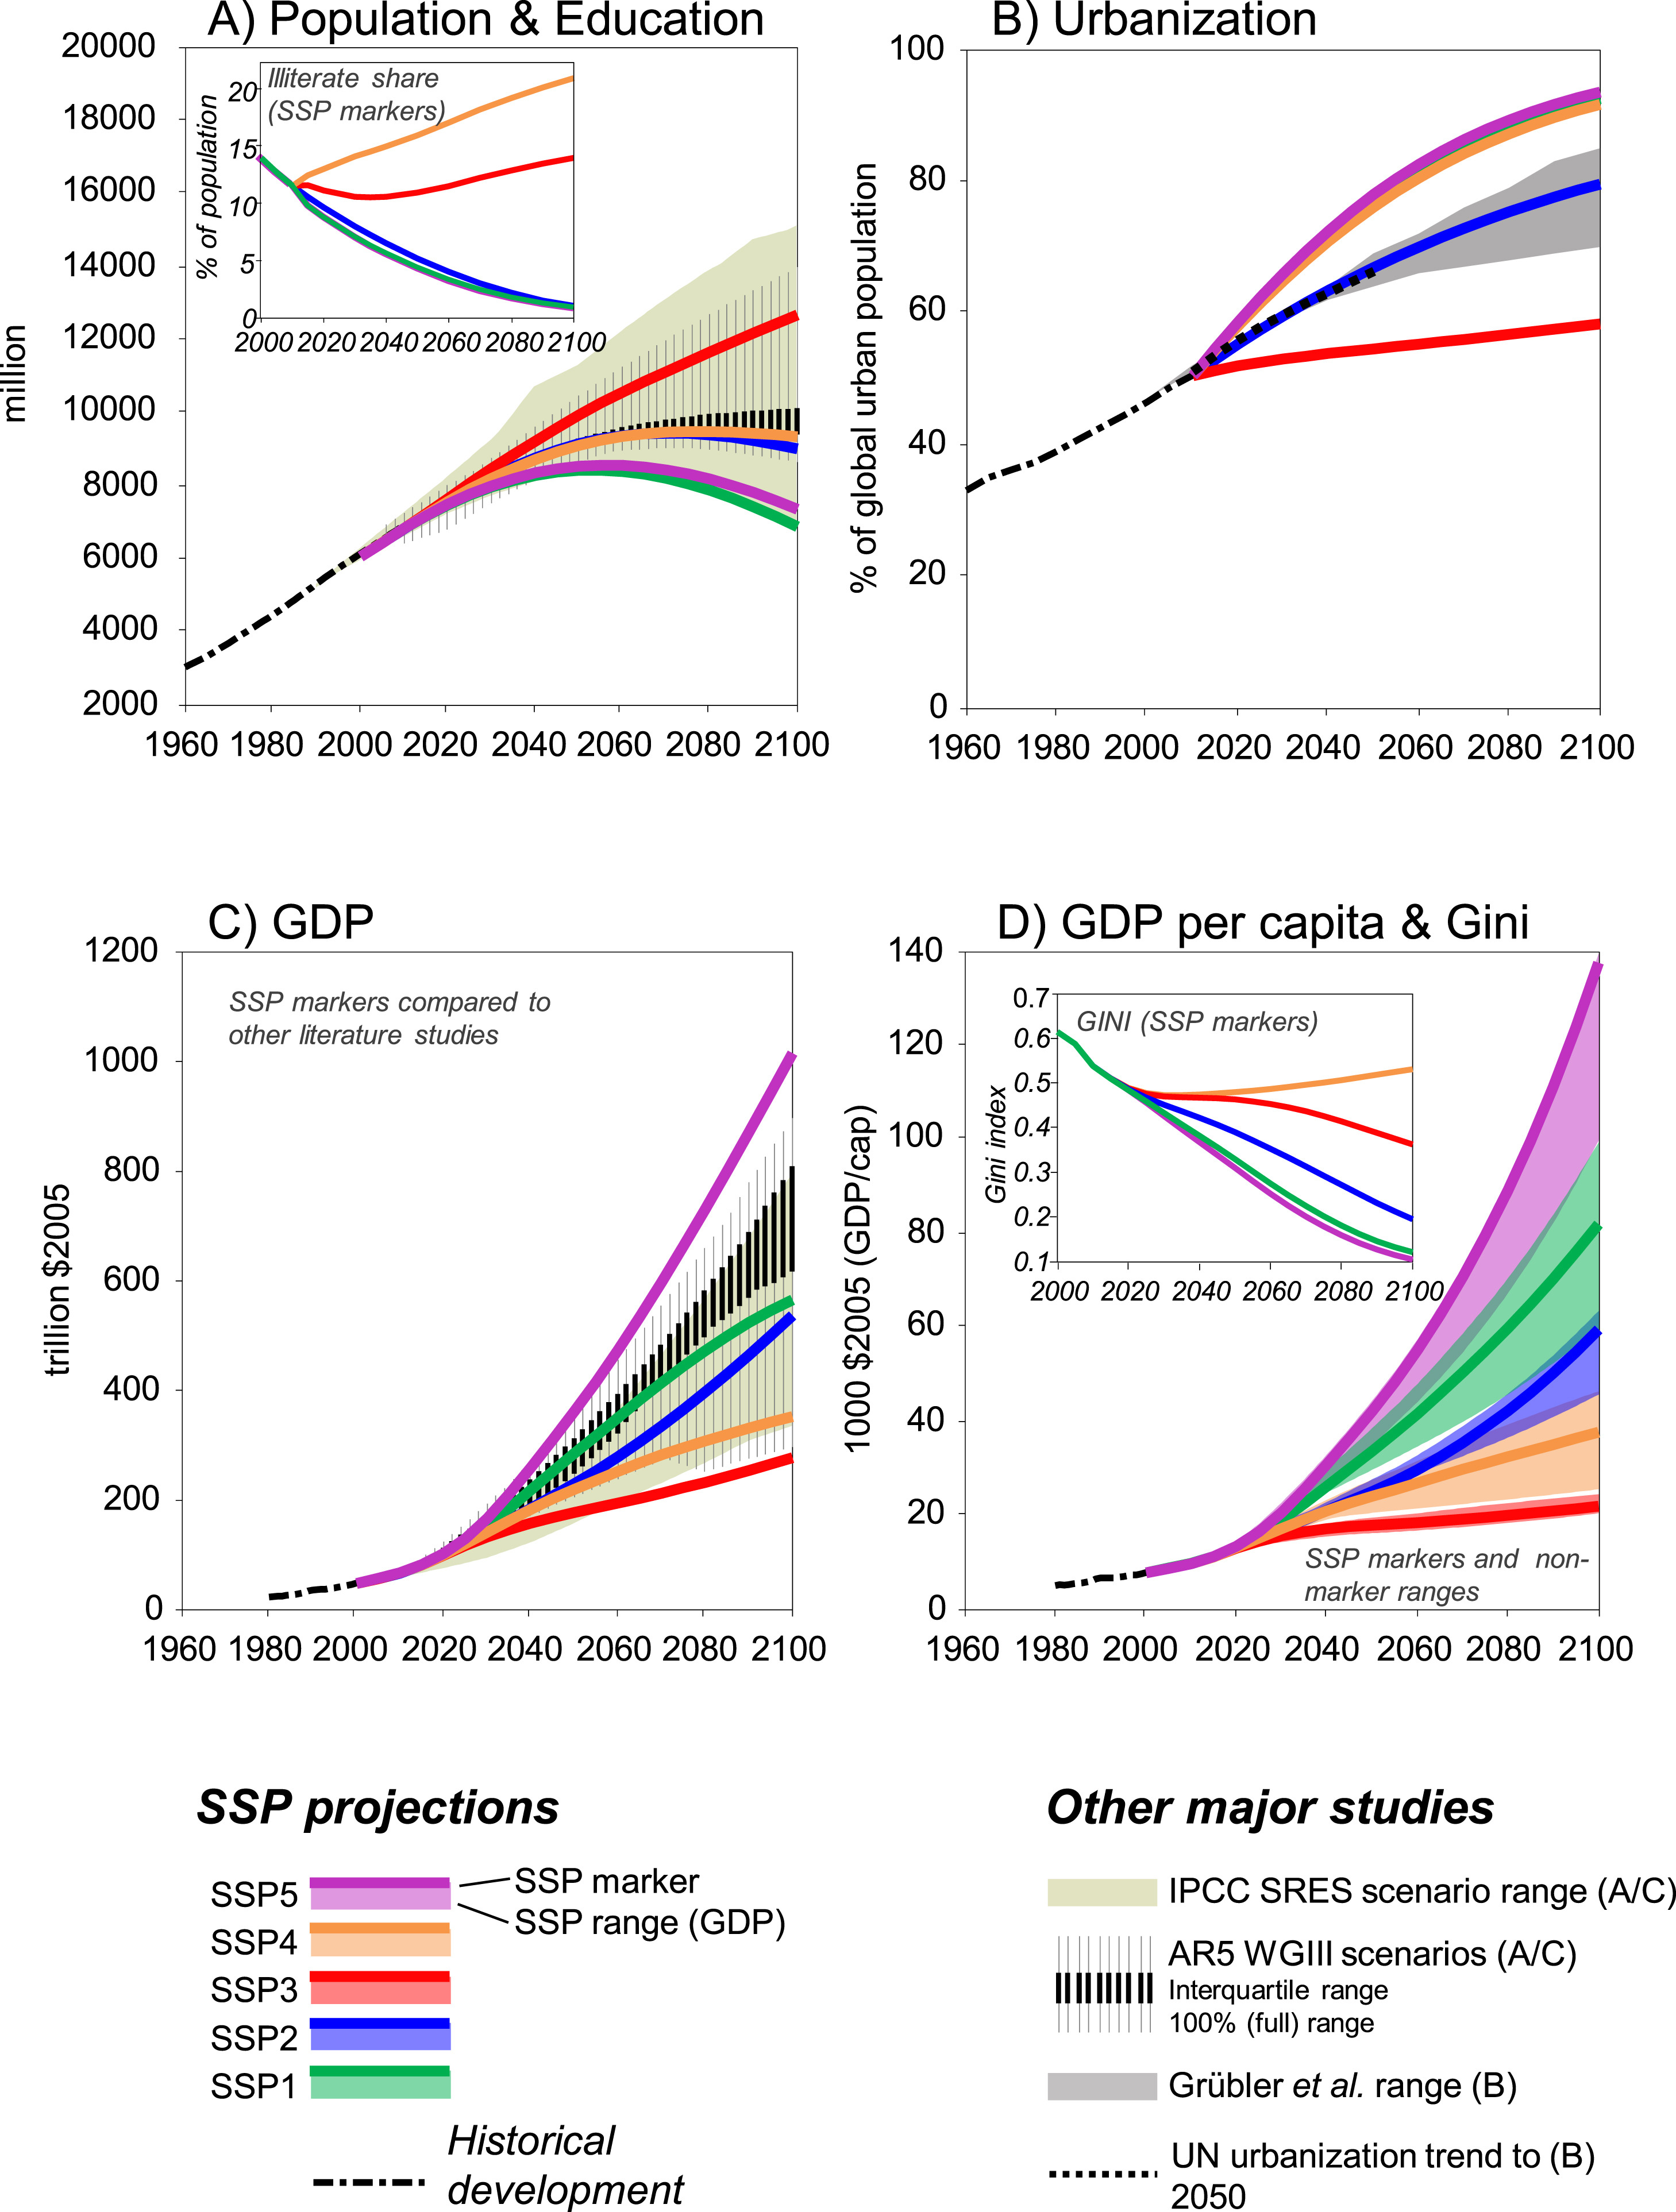 A) Population & Education
20000
18000
16000
14000
12000
10000
8000
6000
4000
2000
million
1960 1980 2000 2020 2040 2060 2080 2100
Illiterate share
(SSP markers)
% of population
20
15
10
5
0
2000 2020 2040 2060 2080 2100
B) Urbanization
100
80
60
40
20
0
% of global urban population
1960 1980 2000 2020 2040 2060 2080 2100
C) GDP
1200
1000
800
600
400
200
0
trillion $2005
SSP markers compared to
other literature studies
1960 1980 2000 2020 2040 2060 2080 2100
D) GDP per capita & Gini
140
120
100
80
60
40
20
0
1000 $2005 (GDP/cap)
GINI (SSP markers)
Gini index
0.7
0.6
0.5
0.4
0.3
0.2
0.1
2000 2020 2040 2060 2080 2100
SSP markers and non-
marker ranges
1960 1980 2000 2020 2040 2060 2080 2100
SSP projections
SSP5
SSP marker
SSP range (GDP)
SSP4
SSP3
SSP2
SSP1
Historical
development
Other major studies
IPCC SRES scenario range (A/C)
AR5 WGIII scenarios (A/C)
Interquartile range
100% (full) range
Grübler et al. range (B)
UN urbanization trend to (B)
2050